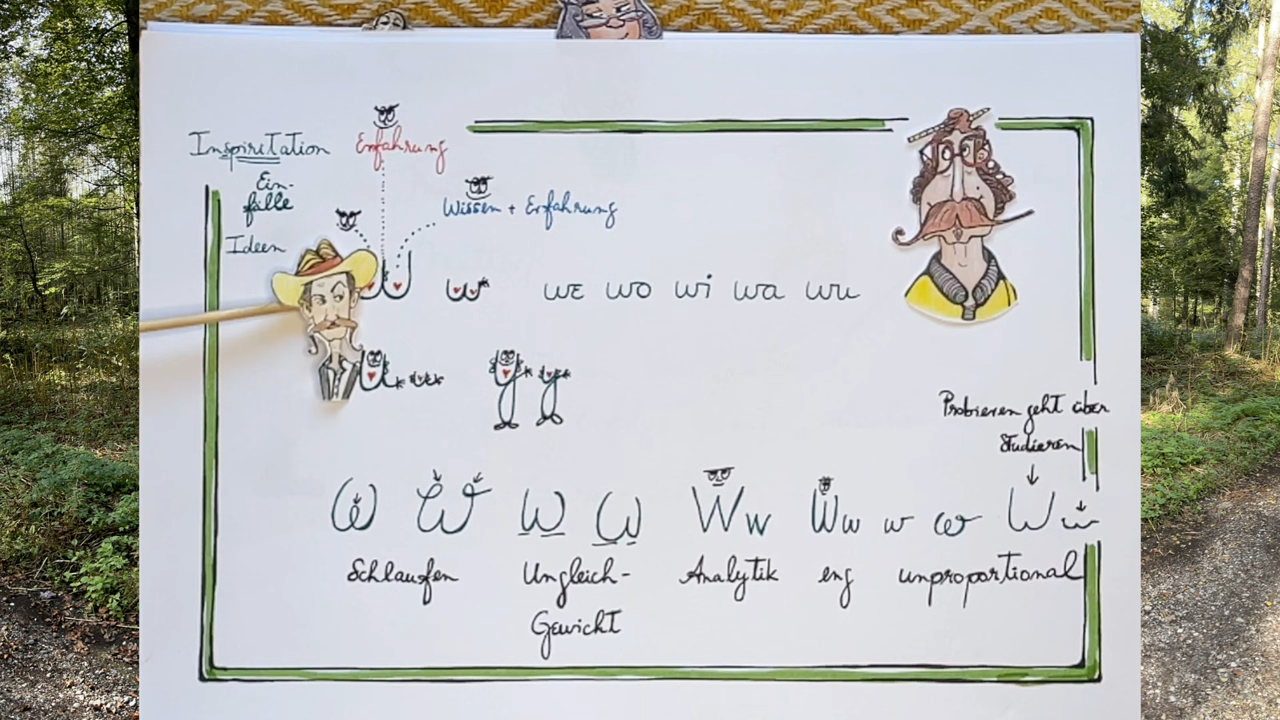 Inspiritation
Erfahrung
Ein-
fälle
Wissen + Erfahrung
Ideen
W w we wo wi wa wu
Probieren geht über
Studieren
W W W W W w W w w w W w
Schlaufen Ungleich- Analytik eng unproportional
Gewicht